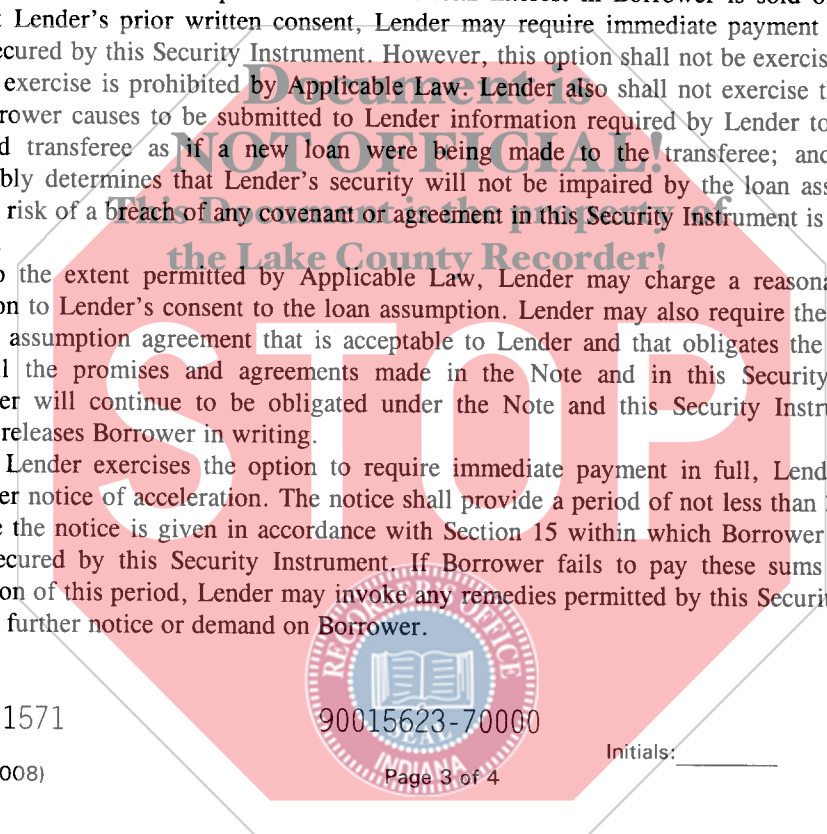 Lender's prior written consent, Lender may require immediate payment
ecured by this Security Instrument. However, this option shall not be exercis
exercise is prohibited by Applicable Law. Lender also shall not exercise t
Document is
rower causes to be submitted to Lender information required by Lender to
NOT OFFICIAL!
d transferee as if a new loan were being made to the transferee; and
bly determines that Lender's security will not be impaired by the loan ass
This Document is the property of
risk of a breach of any covenant or agreement in this Security Instrument is
the Lake County Recorder!
o the extent permitted by Applicable Law, Lender may charge a reasona
on to Lender's consent to the loan assumption. Lender may also require the
assumption agreement that is acceptable to Lender and that obligates the
l the promises and agreements made in the Note and in this Security
er will continue to be obligated under the Note and this Security Instru
releases Borrower in writing.
STOP
Lender exercises the option to require immediate payment in full, Lend
er notice of acceleration. The notice shall provide a period of not less than
e the notice is given in accordance with Section 15 within which Borrower
ecured by this Security Instrument. If Borrower fails to pay these sums
on of this period, Lender may invoke any remedies permitted by this Securit
further notice or demand on Borrower.
RECORDER'S OFFICE
SEAL
INDIANA
1571
90015623-70000
Initials:
008)
Page 3 of 4